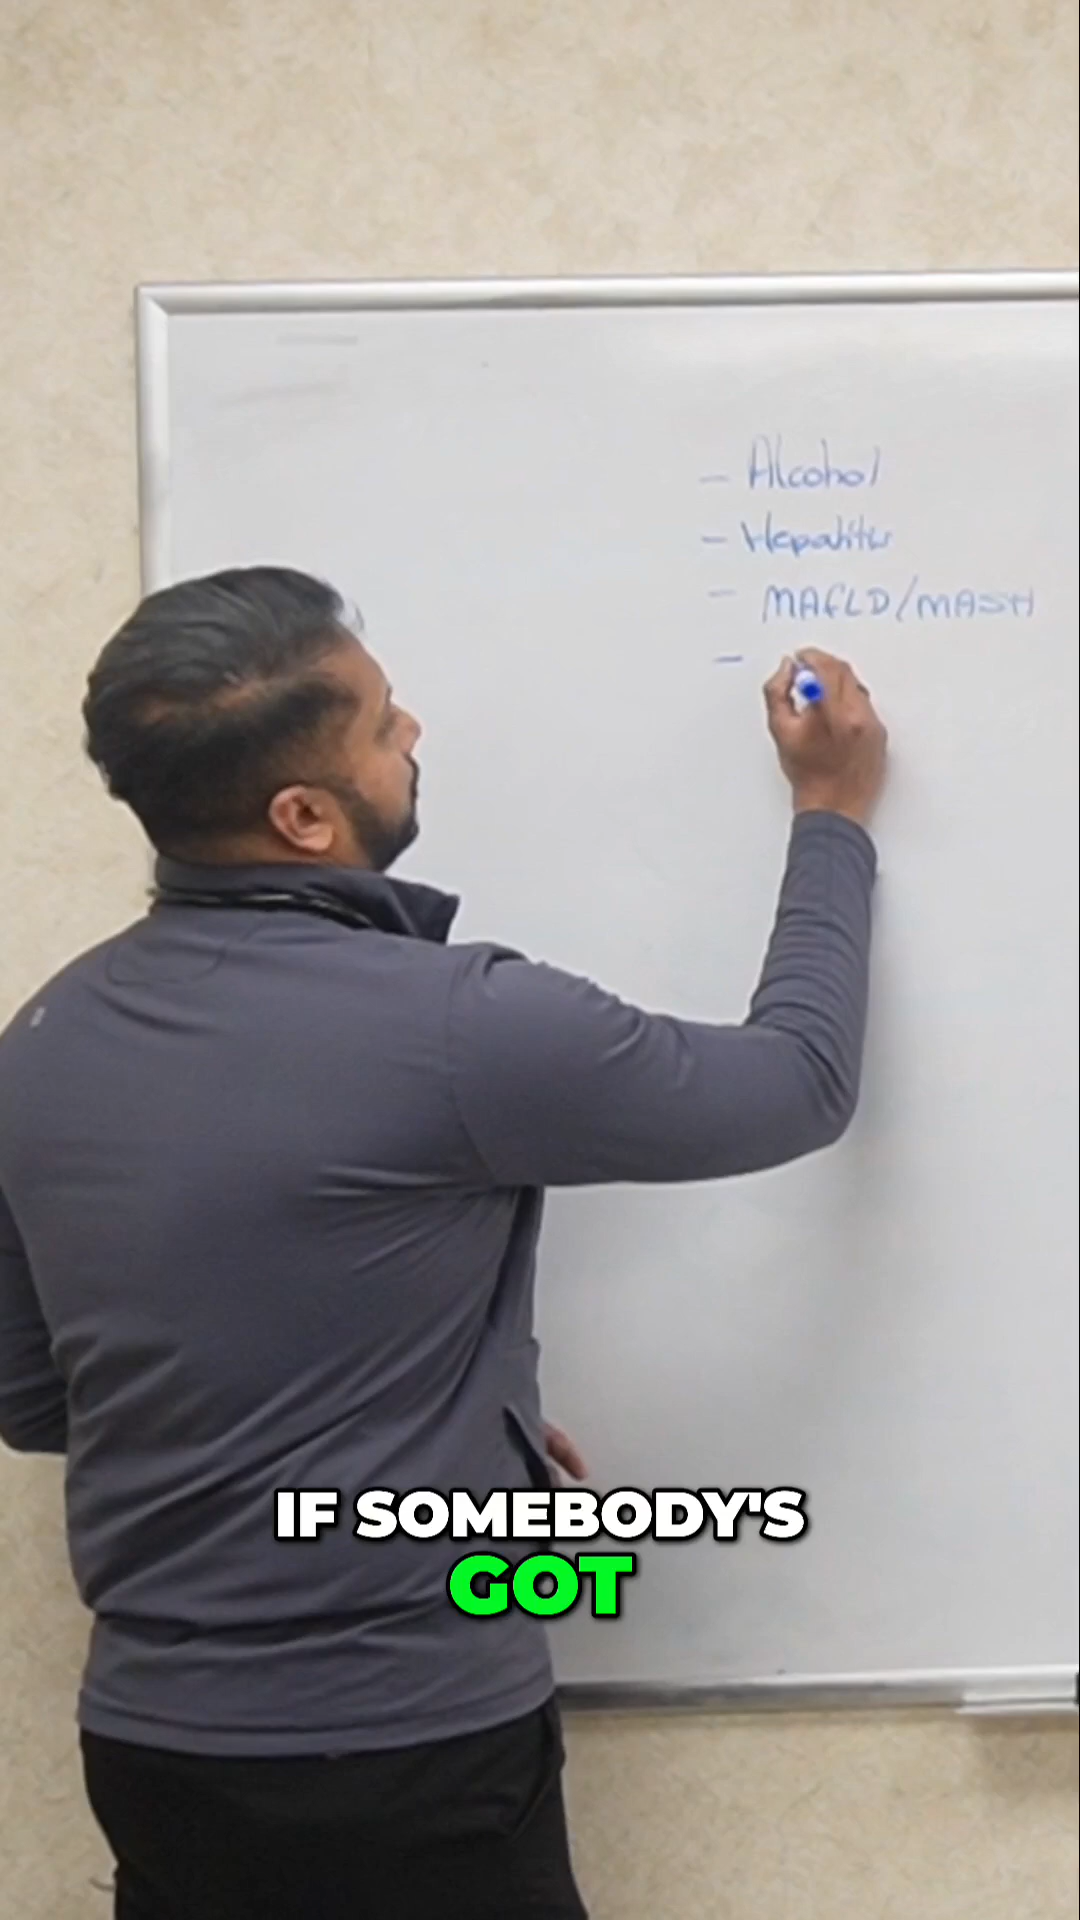 - Alcohol
- Hepatitis
- MAFLD/MASH
-
IF SOMEBODY'S
GOT